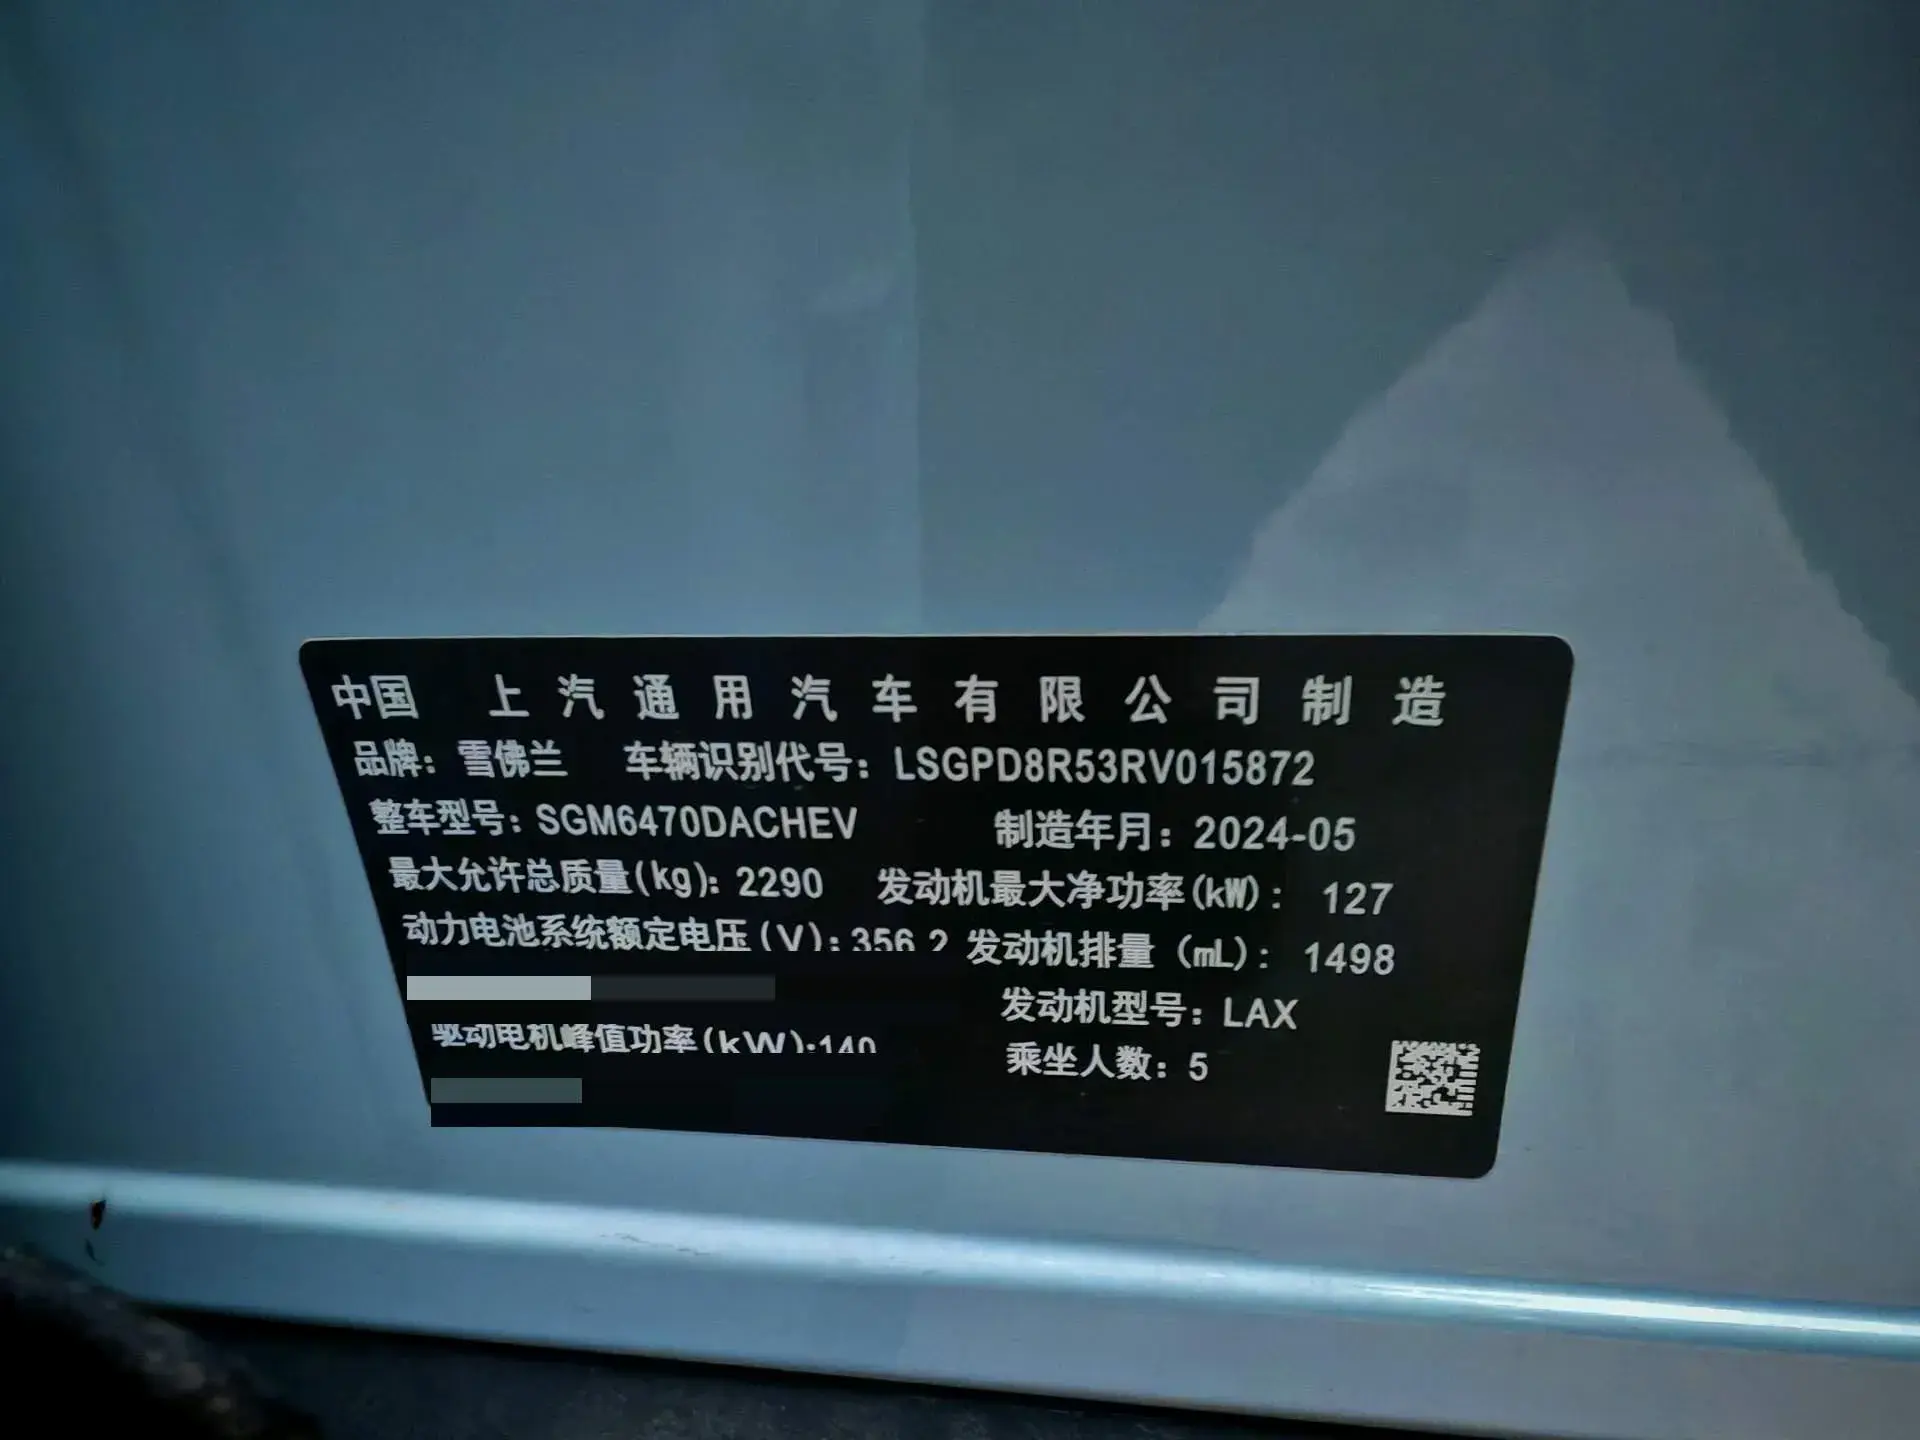 中国 上汽通用汽车有限公司制造
品牌：雪佛兰 车辆识别代号：LSGPD8R53RV015872
整车型号：SGM6470DACHEV 制造年月：2024-05
最大允许总质量(kg)：2290 发动机最大净功率(kW)： 127
动力电池系统额定电压(V)：356.2 发动机排量（mL)： 1498
发动机型号：LAX
驱动电机峰值功率(kW)：140
乘坐人数：5